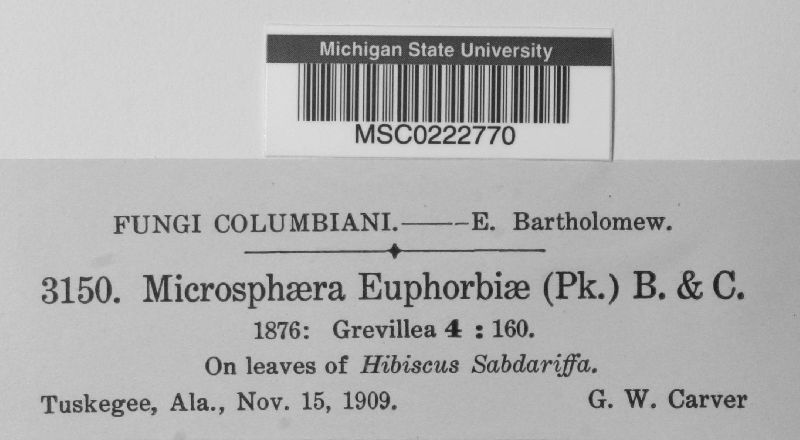 Michigan State University
MSC0222770
FUNGI COLUMBIANI.——-E. Bartholomew.
3150. Microsphæra Euphorbiæ (Pk.) B. & C.
1876: Grevillea 4 : 160.
On leaves of Hibiscus Sabdariffa.
Tuskegee, Ala., Nov. 15, 1909. G. W. Carver